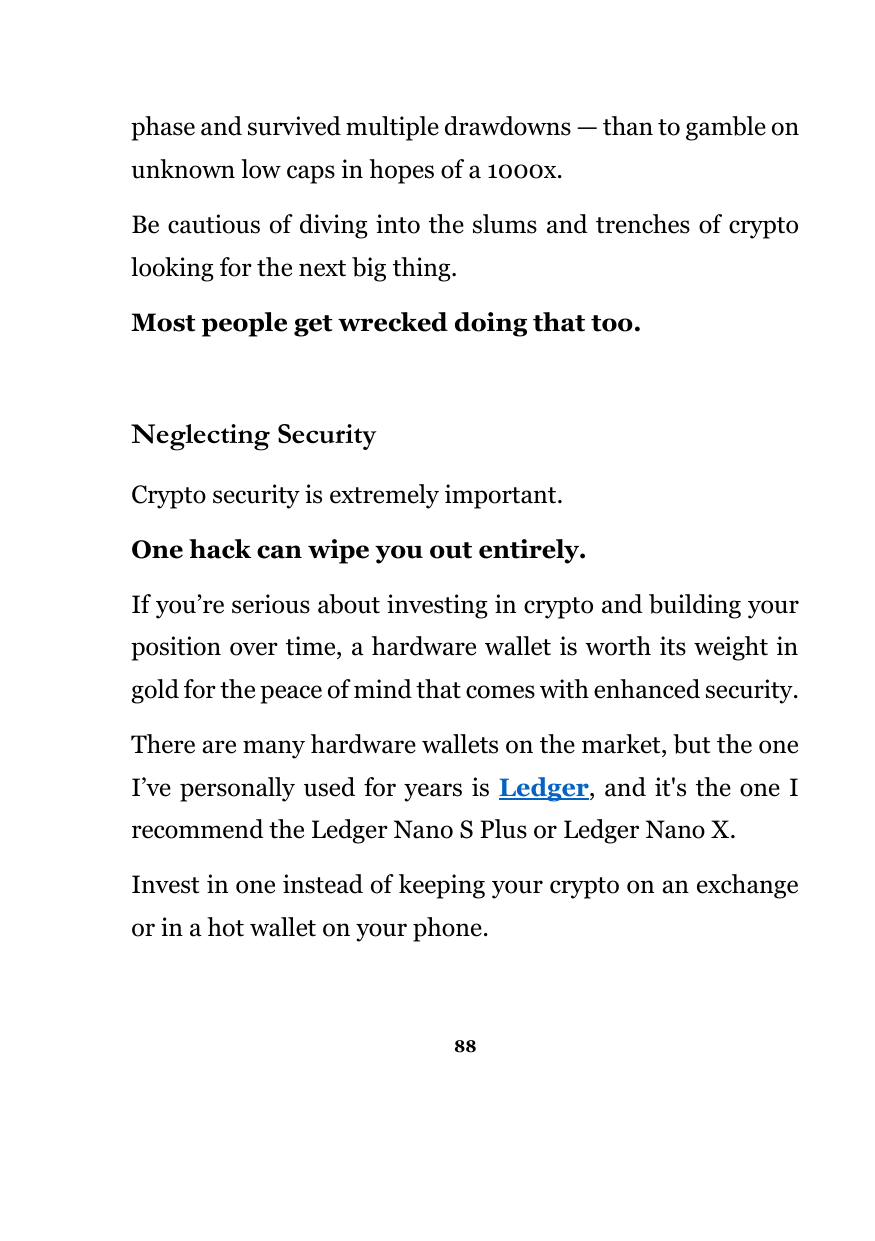 phase and survived multiple drawdowns — than to gamble on
unknown low caps in hopes of a 1000x.
Be cautious of diving into the slums and trenches of crypto
looking for the next big thing.
Most people get wrecked doing that too.
Neglecting Security
Crypto security is extremely important.
One hack can wipe you out entirely.
If you’re serious about investing in crypto and building your
position over time, a hardware wallet is worth its weight in
gold for the peace of mind that comes with enhanced security.
There are many hardware wallets on the market, but the one
I’ve personally used for years is Ledger, and it's the one I
recommend the Ledger Nano S Plus or Ledger Nano X.
Invest in one instead of keeping your crypto on an exchange
or in a hot wallet on your phone.
88